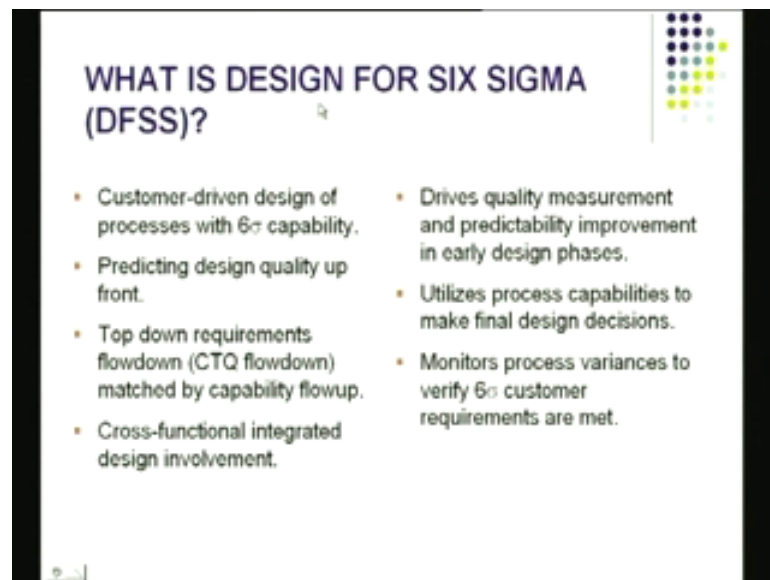 WHAT IS DESIGN FOR SIX SIGMA
(DFSS)?
Customer-driven design of
processes with 6σ capability.
Predicting design quality up
front.
Top down requirements
flowdown (CTQ flowdown)
matched by capability flowup.
Cross-functional integrated
design involvement.
Drives quality measurement
and predictability improvement
in early design phases.
Utilizes process capabilities to
make final design decisions.
Monitors process variances to
verify 6σ customer
requirements are met.